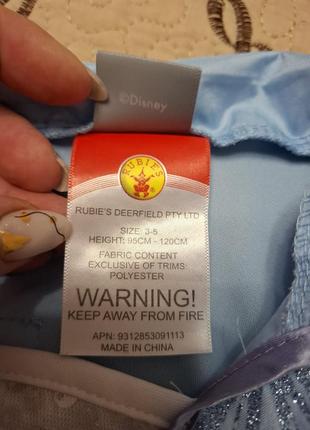 ©Disney
RUBIE'S
RUBIE'S DEERFIELD PTY LTD
SIZE: 3-5
HEIGHT: 95CM - 120CM
FABRIC CONTENT
EXCLUSIVE OF TRIMS:
POLYESTER
WARNING!
KEEP AWAY FROM FIRE
APN: 9312853091113
MADE IN CHINA